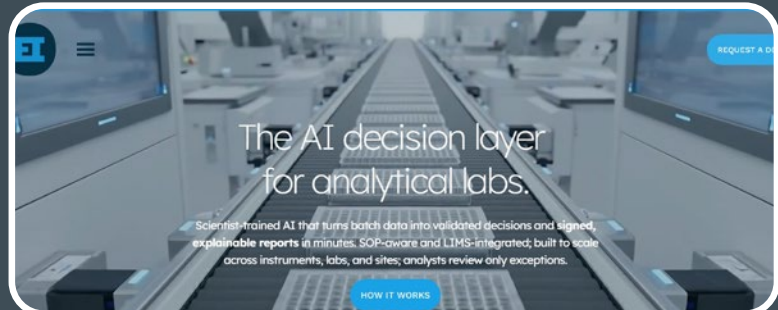 EI
REQUEST A
The AI decision layer
for analytical labs.
Scientist-trained AI that turns batch data into validated decisions and signed,
explainable reports in minutes. SOP-aware and LIMS-integrated; built to scale
across instruments, labs, and sites; analysts review only exceptions.
HOW IT WORKS